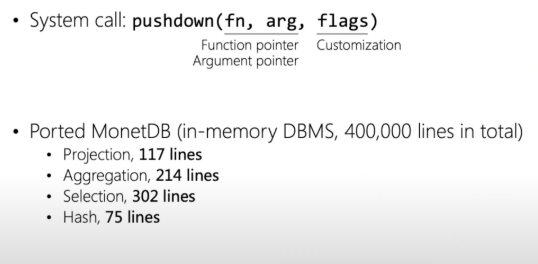 • System call: pushdown(fn, arg, flags)
Function pointer Customization
Argument pointer
• Ported MonetDB (in-memory DBMS, 400,000 lines in total)
• Projection, 117 lines
• Aggregation, 214 lines
• Selection, 302 lines
• Hash, 75 lines